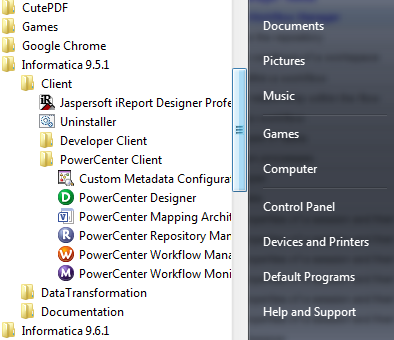 CutePDF
Games
Google Chrome
Informatica 9.5.1
Client
Jaspersoft iReport Designer Profe
Uninstaller
Developer Client
PowerCenter Client
Custom Metadata Configurat
PowerCenter Designer
PowerCenter Mapping Archit
PowerCenter Repository Man
PowerCenter Workflow Mana
PowerCenter Workflow Moni
DataTransformation
Documentation
Informatica 9.6.1
Documents
Pictures
Music
Games
Computer
Control Panel
Devices and Printers
Default Programs
Help and Support